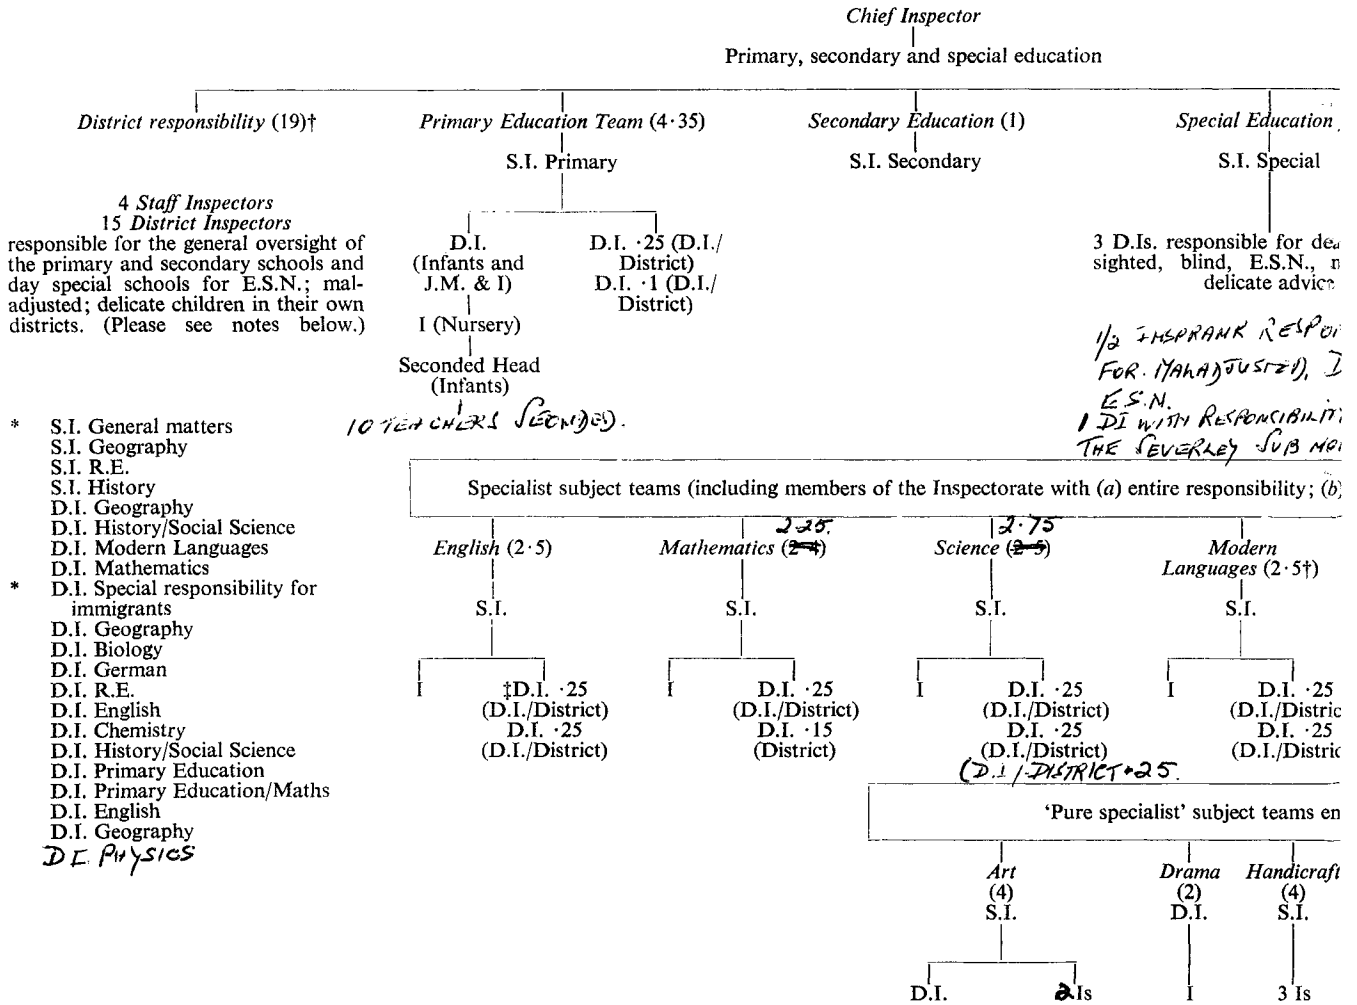 Chief Inspector
Primary, secondary and special education
District responsibility (19)†
Primary Education Team (4·35)
Secondary Education (1)
Special Education
S.I. Primary
S.I. Secondary
S.I. Special
4 Staff Inspectors
15 District Inspectors
responsible for the general oversight of
the primary and secondary schools and
day special schools for E.S.N.; mal-
adjusted; delicate children in their own
districts. (Please see notes below.)
D.I.
(Infants and
J.M. & I)
I (Nursery)
Seconded Head
(Infants)
10 TEACHERS SECONDED.
D.I. ·25 (D.I./
District)
D.I. ·1 (D.I./
District)
3 D.Is. responsible for
sighted, blind, E.S.N.,
delicate advice
1/2 INSPRANK
FOR MALADJUSTED,
E.S.N.
1 DI WITH
THE SEVERLEY SUB
* S.I. General matters
S.I. Geography
S.I. R.E.
S.I. History
D.I. Geography
D.I. History/Social Science
D.I. Modern Languages
D.I. Mathematics
* D.I. Special responsibility for
immigrants
D.I. Geography
D.I. Biology
D.I. German
D.I. R.E.
D.I. English
D.I. Chemistry
D.I. History/Social Science
D.I. Primary Education
D.I. Primary Education/Maths
D.I. English
D.I. Geography
D I. PHYSICS
Specialist subject teams (including members of the Inspectorate with (a) entire responsibility; (b)
English (2·5)
S.I.
I
‡D.I. ·25
(D.I./District)
D.I. ·25
(D.I./District)
2.25.
Mathematics (2·4)
S.I.
I
D.I. ·25
(D.I./District)
D.I. ·15
(District)
2·75
Science (2·5)
S.I.
I
D.I. ·25
(D.I./District)
D.I. ·25
(D.I./District)
(D.I/-DISTRICT ·25.
Modern
Languages (2·5†)
S.I.
I
D.I. ·25
(D.I./Distric
D.I. ·25
(D.I./Distric
'Pure specialist' subject teams en
Art
(4)
S.I.
D.I.
2 Is
Drama
(2)
D.I.
I
Handicraft
(4)
S.I.
3 Is